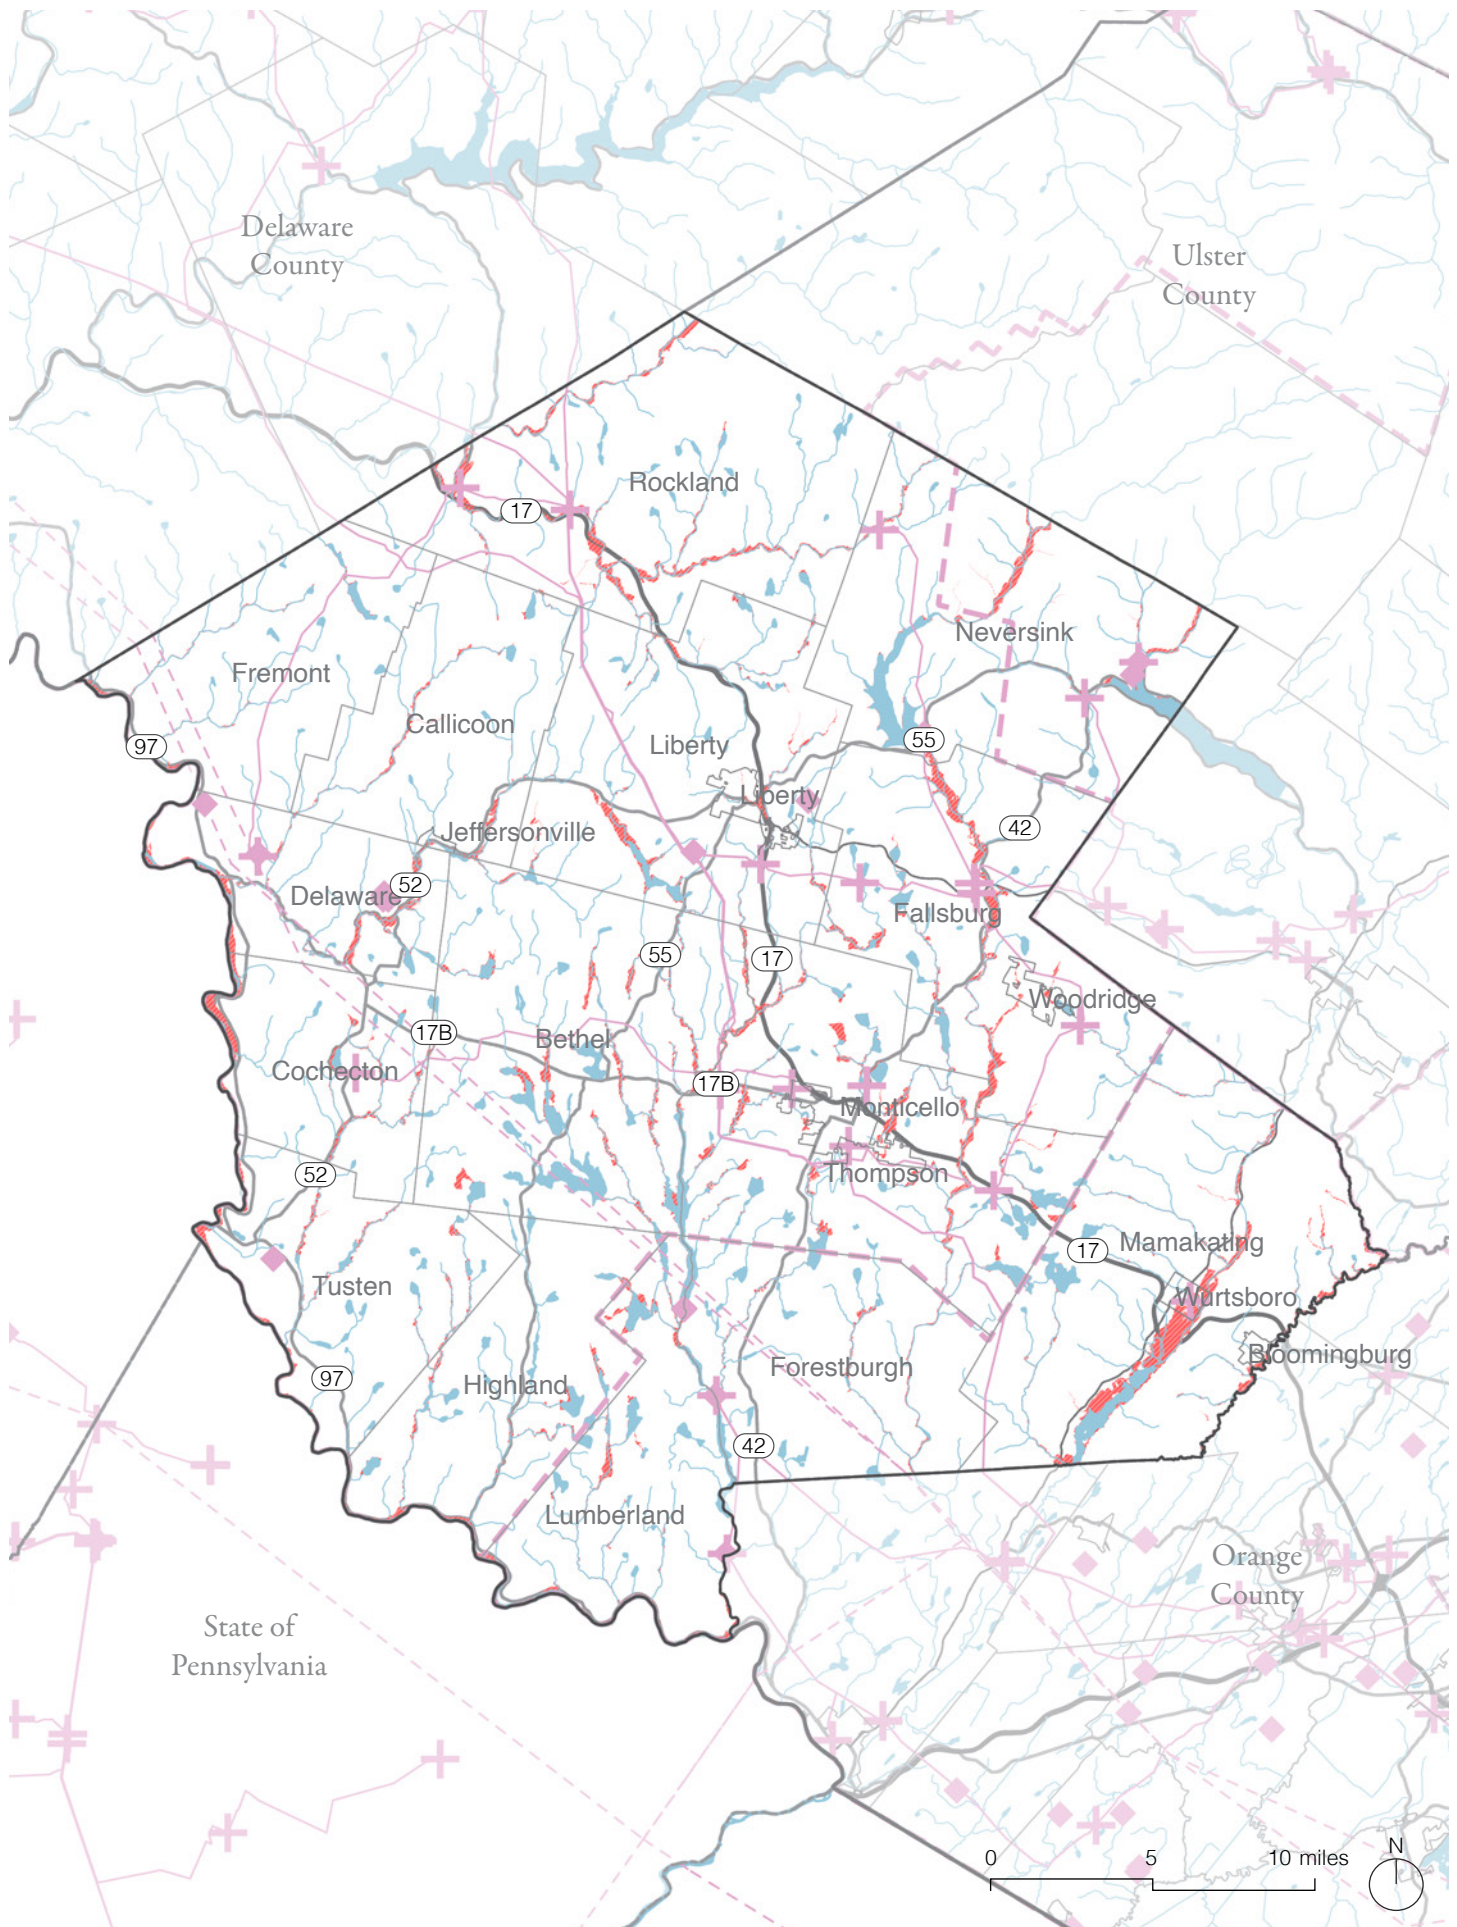 Delaware
County
Ulster
County
Rockland
17
Neversink
Fremont
Callicoon
97
Liberty
55
Liberty
42
Jeffersonville
52
Delaware
Fallsburg
55
17
Woodridge
17B
Bethel
Cochecton
17B
Monticello
52
Thompson
Mamakating
17
Tusten
Wurtsboro
Bloomingburg
Forestburgh
97
Highland
42
Lumberland
Orange
County
State of
Pennsylvania
N
0 5 10 miles